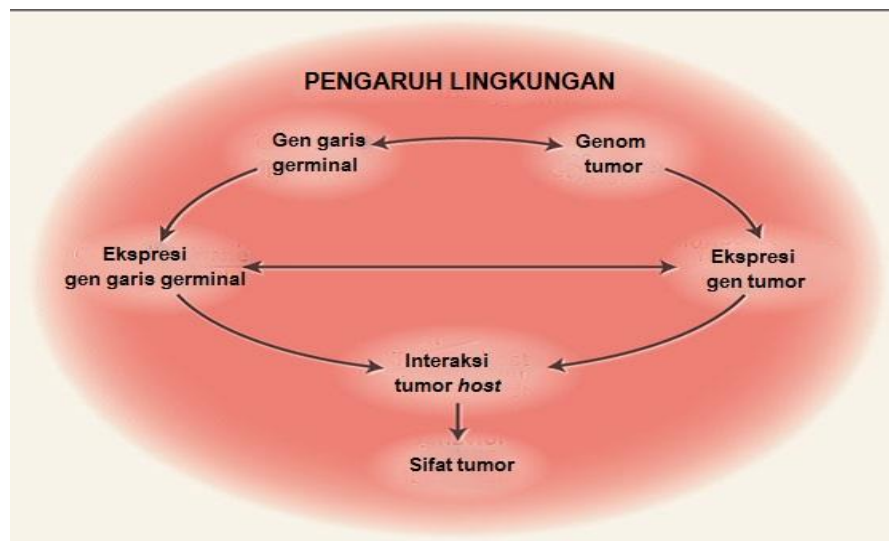 PENGARUH LINGKUNGAN
Gen garis
germinal
Genom
tumor
Ekspresi
gen garis germinal
Ekspresi
gen tumor
Interaksi
tumor host
Sifat tumor